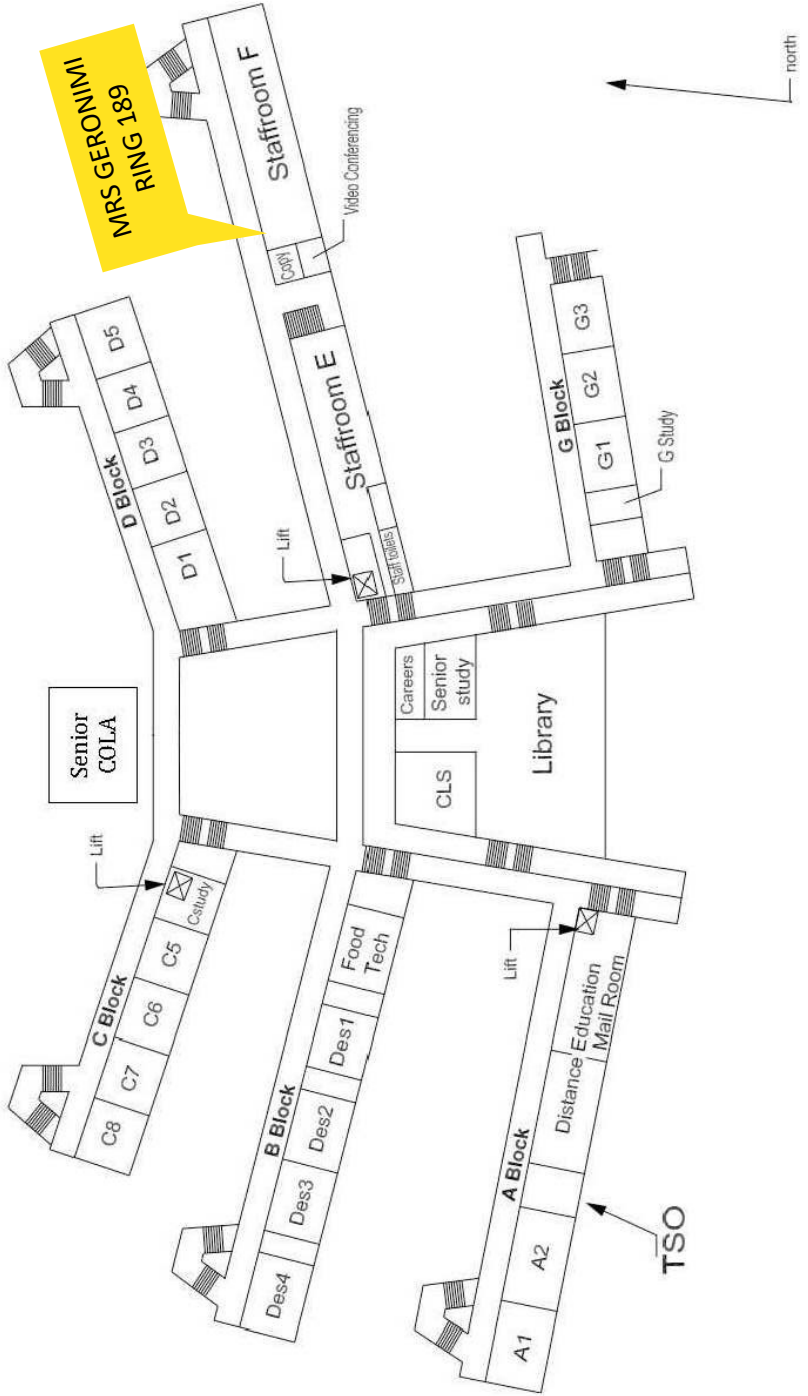 MRS GERONIMI
RING 189
Staffroom F
Copy
Video Conferencing
north
D Block
D1
D2
D3
D4
D5
Staffroom E
Lift
Staff toilets
G Block
G1
G2
G3
G Study
Senior
COLA
Careers
Senior
study
CLS
Library
Lift
C Block
C8
C7
C6
C5
Cstudy
B Block
Des4
Des3
Des2
Des1
Food
Tech
Lift
A Block
A1
A2
Distance Education
Mail Room
TSO